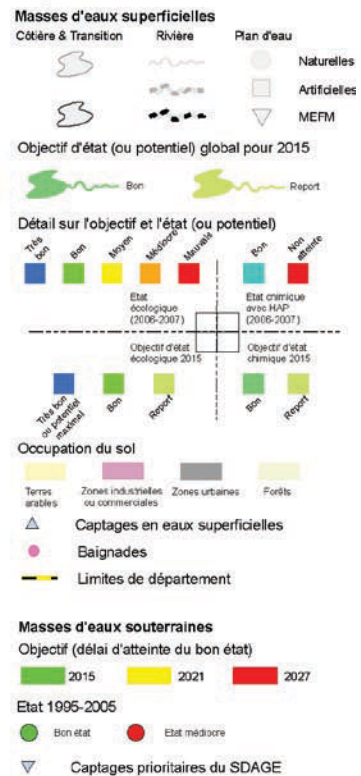 Masses d'eaux superficielles
Côtière & Transition Rivière Plan d'eau
Naturelles
Artificielles
MEFM
Objectif d'état (ou potentiel) global pour 2015
Bon Report
Détail sur l'objectif et l'état (ou potentiel)
Très bon Bon Moyen Médiocre Mauvais Bon Non atteinte
Etat écologique (2006-2007) Etat chimique avec HAP (2006-2007)
Objectif d'état écologique 2015 Objectif d'état chimique 2015
Très bon ou potentiel maximal Bon Report Bon Report
Occupation du sol
Terres arables Zones industrielles ou commerciales Zones urbaines Forêts
Captages en eaux superficielles
Baignades
Limites de département
Masses d'eaux souterraines
Objectif (délai d'atteinte du bon état)
2015 2021 2027
Etat 1995-2005
Bon état Etat médiocre
Captages prioritaires du SDAGE